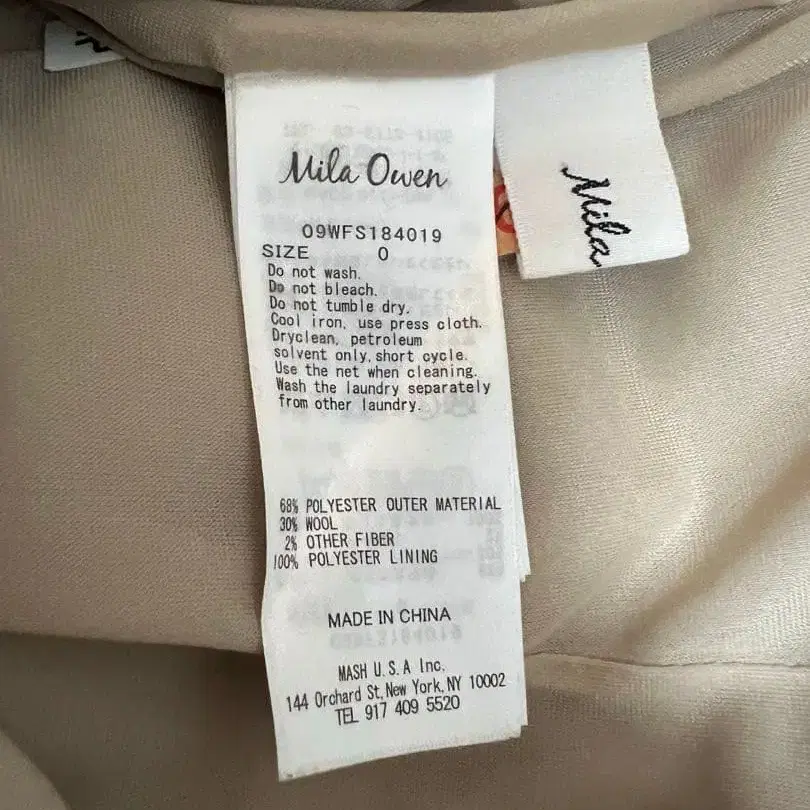 Mila Owen
09WFS184019
SIZE 0
Do not wash.
Do not bleach.
Do not tumble dry.
Cool iron, use press cloth.
Dryclean, petroleum
solvent only, short cycle.
Use the net when cleaning.
Wash the laundry separately
from other laundry.
68% POLYESTER OUTER MATERIAL
30% WOOL
2% OTHER FIBER
100% POLYESTER LINING
MADE IN CHINA
MASH U.S.A Inc.
144 Orchard St, New York, NY 10002
TEL 917 409 5520
Mila